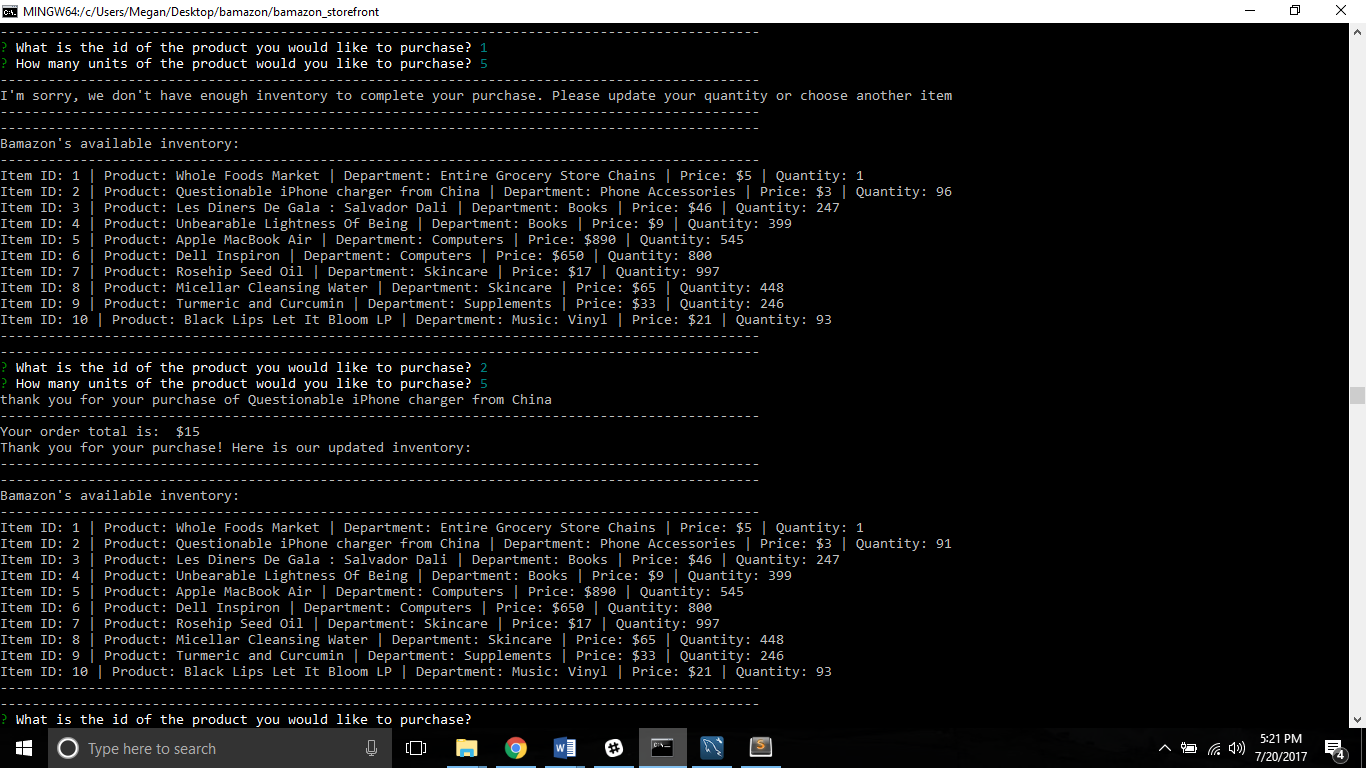 MINGW64:/c/Users/Megan/Desktop/bamazon/bamazon_storefront
-----------------------------------------------------------------------------------------------
? What is the id of the product you would like to purchase? 1
? How many units of the product would you like to purchase? 5
-----------------------------------------------------------------------------------------------
I'm sorry, we don't have enough inventory to complete your purchase. Please update your quantity or choose another item
-----------------------------------------------------------------------------------------------
-----------------------------------------------------------------------------------------------
Bamazon's available inventory:
-----------------------------------------------------------------------------------------------
Item ID: 1 | Product: Whole Foods Market | Department: Entire Grocery Store Chains | Price: $5 | Quantity: 1
Item ID: 2 | Product: Questionable iPhone charger from China | Department: Phone Accessories | Price: $3 | Quantity: 96
Item ID: 3 | Product: Les Diners De Gala : Salvador Dali | Department: Books | Price: $46 | Quantity: 247
Item ID: 4 | Product: Unbearable Lightness Of Being | Department: Books | Price: $9 | Quantity: 399
Item ID: 5 | Product: Apple MacBook Air | Department: Computers | Price: $890 | Quantity: 545
Item ID: 6 | Product: Dell Inspiron | Department: Computers | Price: $650 | Quantity: 800
Item ID: 7 | Product: Rosehip Seed Oil | Department: Skincare | Price: $17 | Quantity: 997
Item ID: 8 | Product: Micellar Cleansing Water | Department: Skincare | Price: $65 | Quantity: 448
Item ID: 9 | Product: Turmeric and Curcumin | Department: Supplements | Price: $33 | Quantity: 246
Item ID: 10 | Product: Black Lips Let It Bloom LP | Department: Music: Vinyl | Price: $21 | Quantity: 93
-----------------------------------------------------------------------------------------------
-----------------------------------------------------------------------------------------------
? What is the id of the product you would like to purchase? 2
? How many units of the product would you like to purchase? 5
thank you for your purchase of Questionable iPhone charger from China
-----------------------------------------------------------------------------------------------
Your order total is:  $15
Thank you for your purchase! Here is our updated inventory:
-----------------------------------------------------------------------------------------------
-----------------------------------------------------------------------------------------------
Bamazon's available inventory:
-----------------------------------------------------------------------------------------------
Item ID: 1 | Product: Whole Foods Market | Department: Entire Grocery Store Chains | Price: $5 | Quantity: 1
Item ID: 2 | Product: Questionable iPhone charger from China | Department: Phone Accessories | Price: $3 | Quantity: 91
Item ID: 3 | Product: Les Diners De Gala : Salvador Dali | Department: Books | Price: $46 | Quantity: 247
Item ID: 4 | Product: Unbearable Lightness Of Being | Department: Books | Price: $9 | Quantity: 399
Item ID: 5 | Product: Apple MacBook Air | Department: Computers | Price: $890 | Quantity: 545
Item ID: 6 | Product: Dell Inspiron | Department: Computers | Price: $650 | Quantity: 800
Item ID: 7 | Product: Rosehip Seed Oil | Department: Skincare | Price: $17 | Quantity: 997
Item ID: 8 | Product: Micellar Cleansing Water | Department: Skincare | Price: $65 | Quantity: 448
Item ID: 9 | Product: Turmeric and Curcumin | Department: Supplements | Price: $33 | Quantity: 246
Item ID: 10 | Product: Black Lips Let It Bloom LP | Department: Music: Vinyl | Price: $21 | Quantity: 93
-----------------------------------------------------------------------------------------------
-----------------------------------------------------------------------------------------------
? What is the id of the product you would like to purchase?
Type here to search
5:21 PM
7/20/2017
4